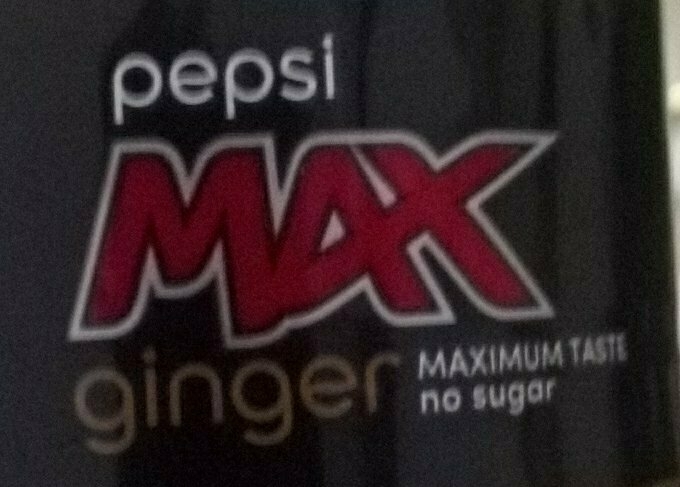 pepsi
MAX
ginger
MAXIMUM TASTE
no sugar